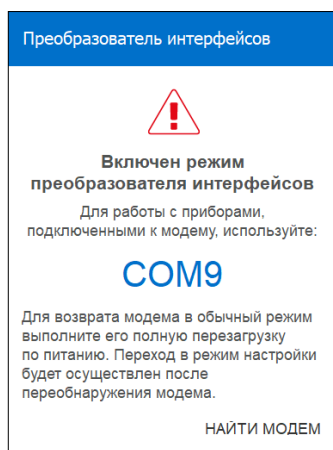 Преобразователь интерфейсов
Включен режим
преобразователя интерфейсов
Для работы с приборами,
подключенными к модему, используйте:
COM9
Для возврата модема в обычный режим
выполните его полную перезагрузку
по питанию. Переход в режим настройки
будет осуществлен после
переобнаружения модема.
НАЙТИ МОДЕМ